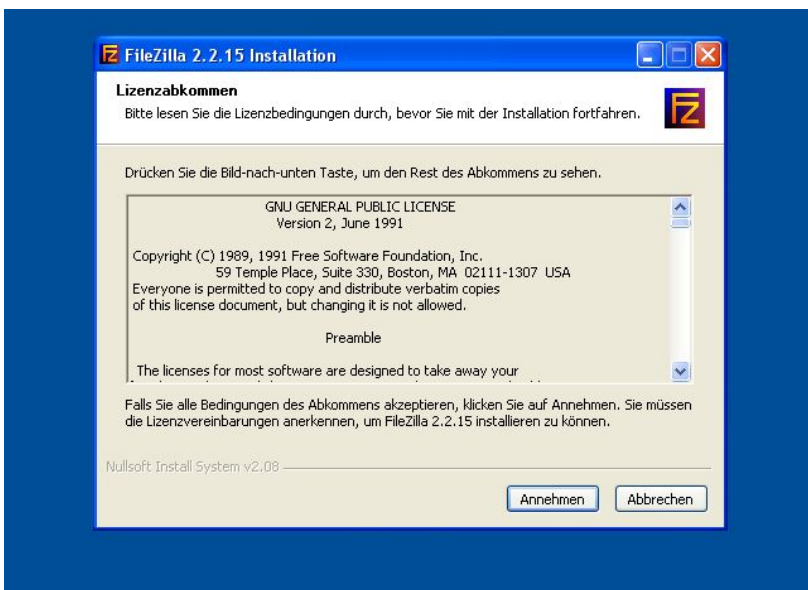 FileZilla 2.2.15 Installation
Lizenzabkommen
Bitte lesen Sie die Lizenzbedingungen durch, bevor Sie mit der Installation fortfahren.
Drücken Sie die Bild-nach-unten Taste, um den Rest des Abkommens zu sehen.
GNU GENERAL PUBLIC LICENSE
Version 2, June 1991
Copyright (C) 1989, 1991 Free Software Foundation, Inc.
59 Temple Place, Suite 330, Boston, MA 02111-1307 USA
Everyone is permitted to copy and distribute verbatim copies
of this license document, but changing it is not allowed.
Preamble
The licenses for most software are designed to take away your
Falls Sie alle Bedingungen des Abkommens akzeptieren, klicken Sie auf Annehmen. Sie müssen
die Lizenzvereinbarungen anerkennen, um FileZilla 2.2.15 installieren zu können.
Nullsoft Install System v2.08
Annehmen
Abbrechen